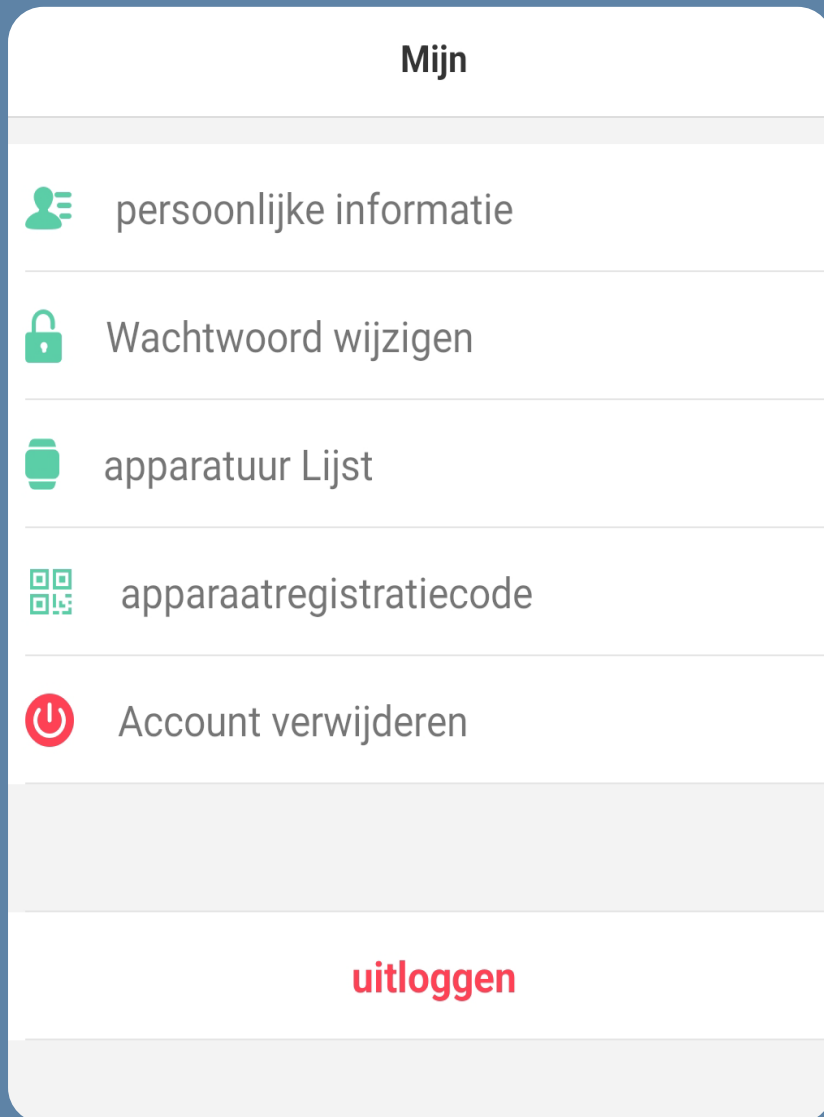 Mijn
persoonlijke informatie
Wachtwoord wijzigen
apparatuur Lijst
apparaatregistratiecode
Account verwijderen
uitloggen